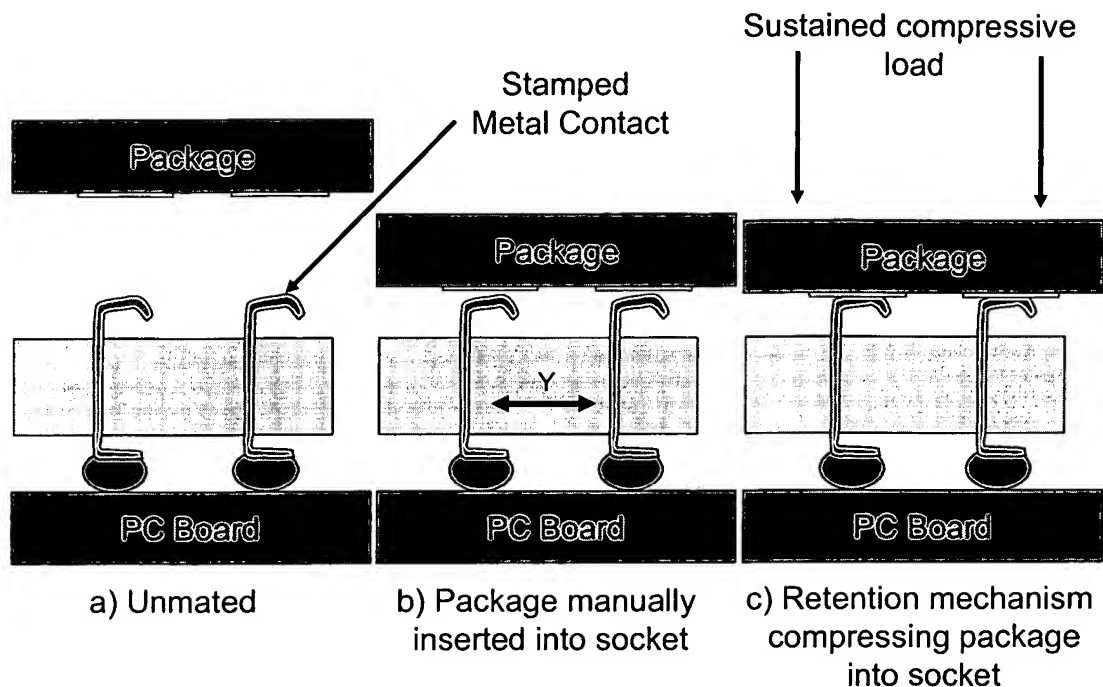 Sustained compressive
load
Stamped
Metal Contact
Package
Package
Package
Y
PC Board
PC Board
PC Board
a) Unmated
b) Package manually
inserted into socket
c) Retention mechanism
compressing package
into socket